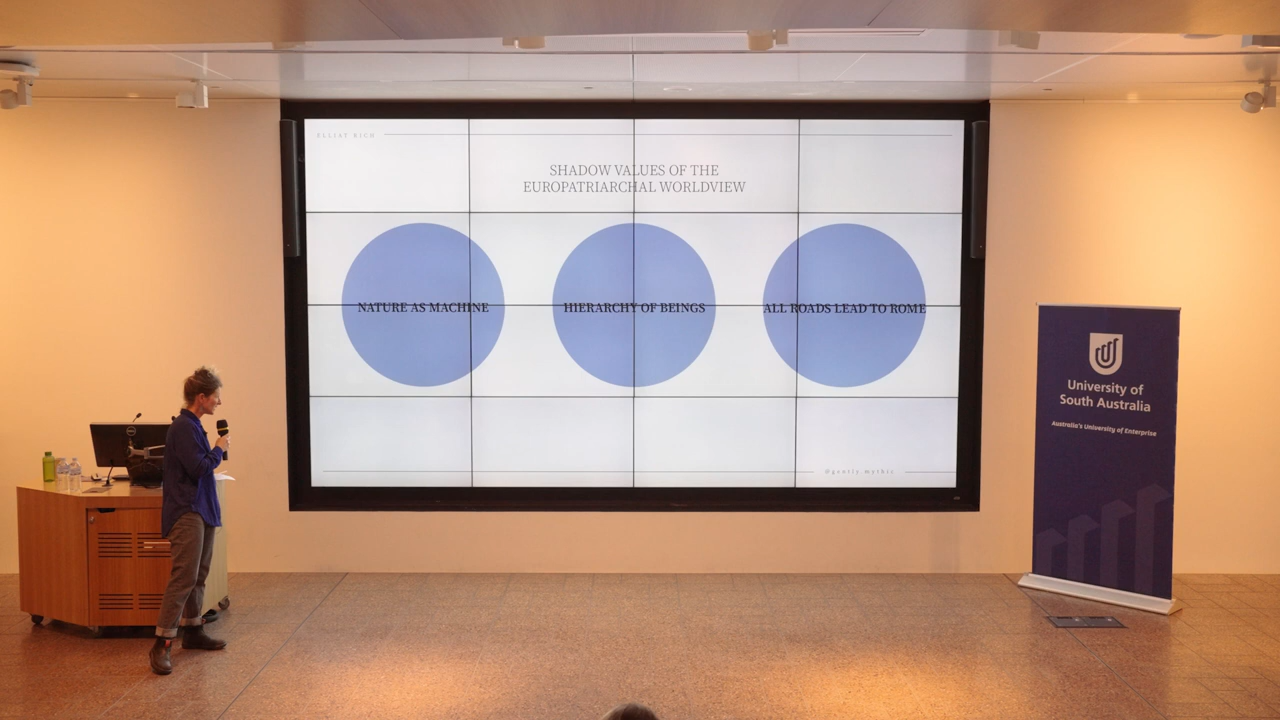 ELLIAT RICH
SHADOW VALUES OF THE
EUROPATRIARCHAL WORLDVIEW
NATURE AS MACHINE
HIERARCHY OF BEINGS
ALL ROADS LEAD TO ROME
@gently.mythic
University of
South Australia
Australia's University of Enterprise
DELL